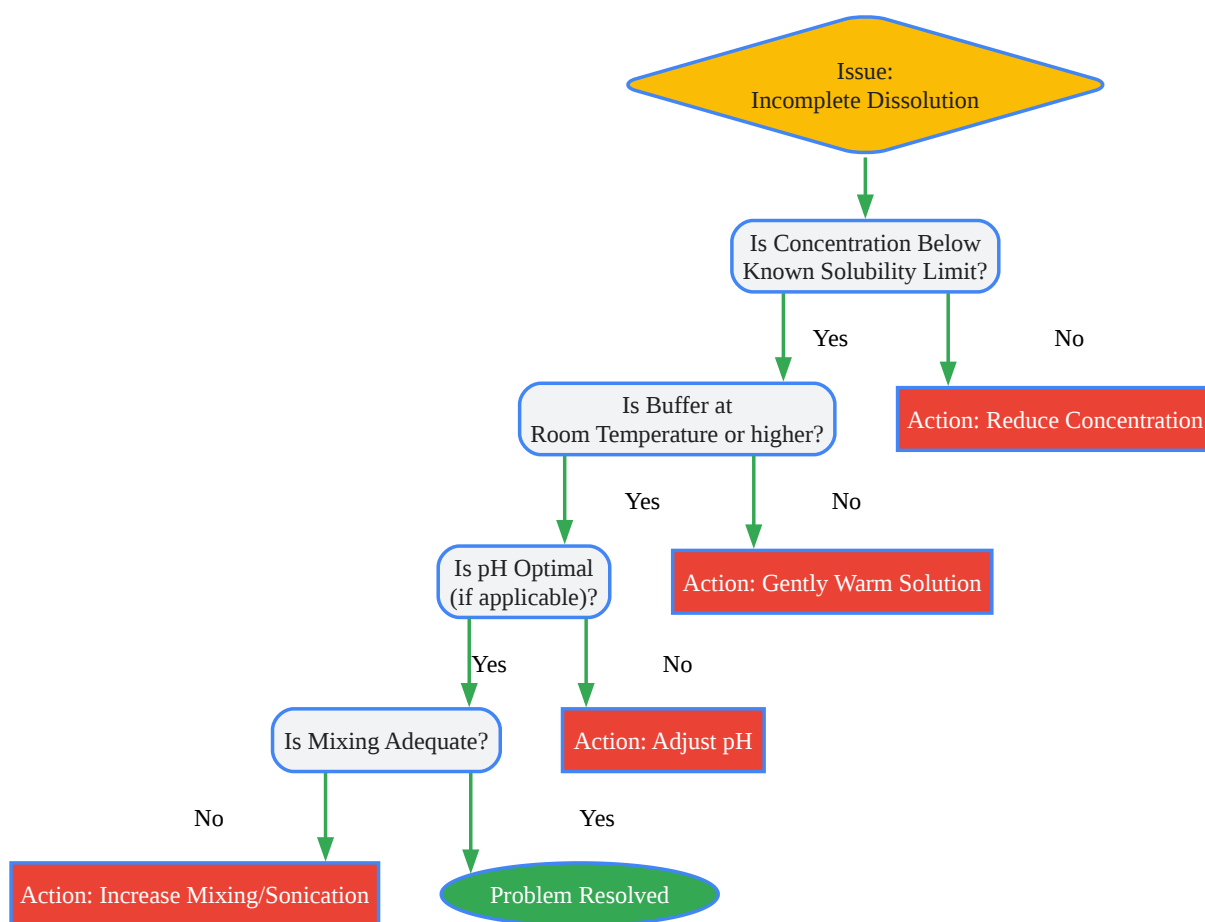 Issue:
Incomplete Dissolution
Is Concentration Below
Known Solubility Limit?
Yes
No
Is Buffer at
Room Temperature or higher?
Action: Reduce Concentration
Yes
No
Is pH Optimal
(if applicable)?
Action: Gently Warm Solution
Yes
No
Is Mixing Adequate?
Action: Adjust pH
No
Yes
Action: Increase Mixing/Sonication
Problem Resolved